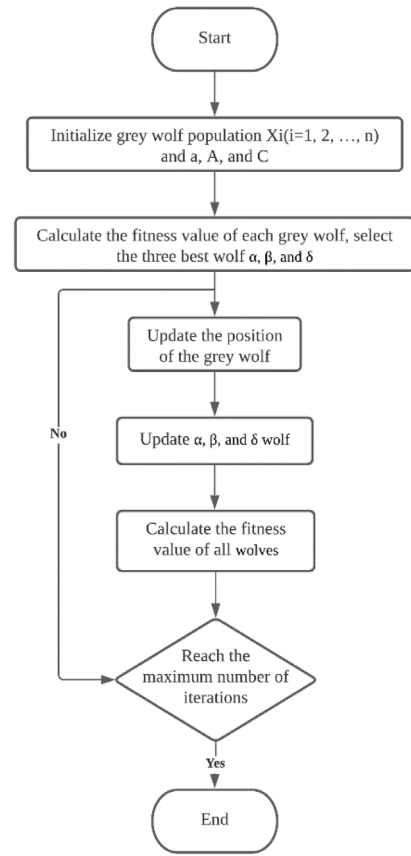 Start
Initialize grey wolf population Xi(i=1, 2, …, n)
and a, A, and C
Calculate the fitness value of each grey wolf, select
the three best wolf α, β, and δ
Update the position
of the grey wolf
No
Update α, β, and δ wolf
Calculate the fitness
value of all wolves
Reach the
maximum number of
iterations
Yes
End